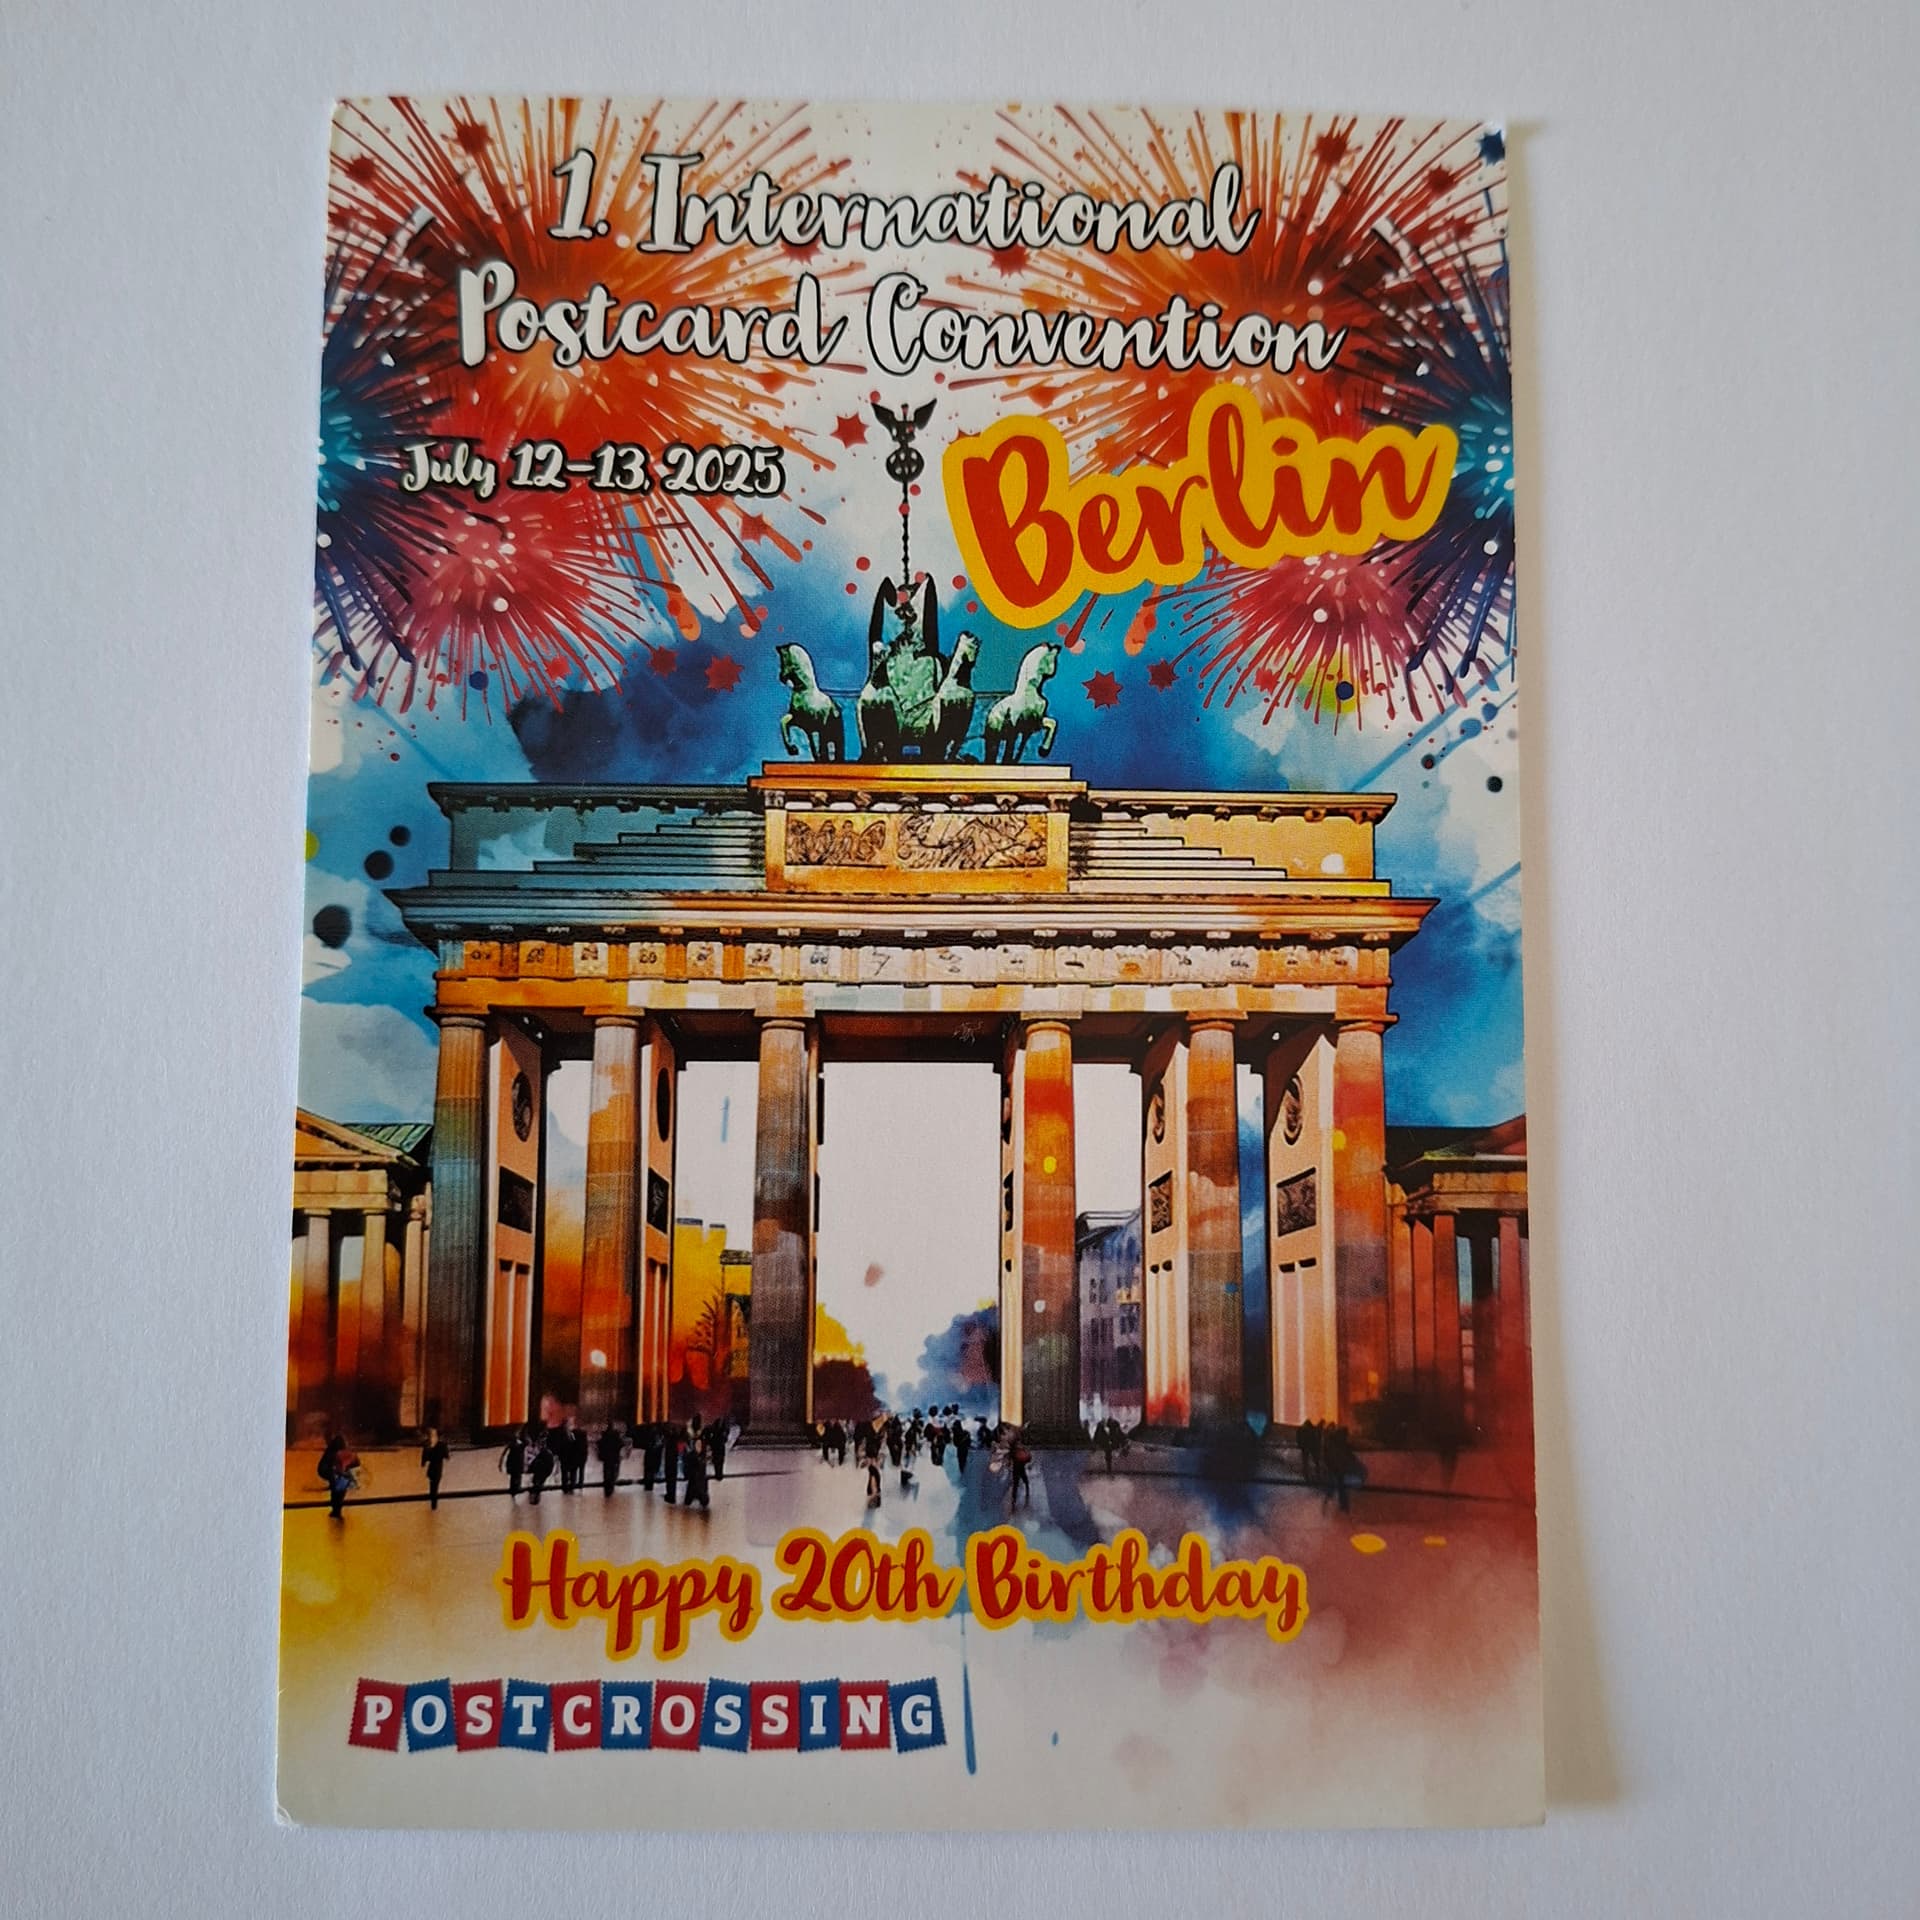 1. International
Postcard Convention
July 12-13, 2025
Berlin
Happy 20th Birthday
POSTCROSSING